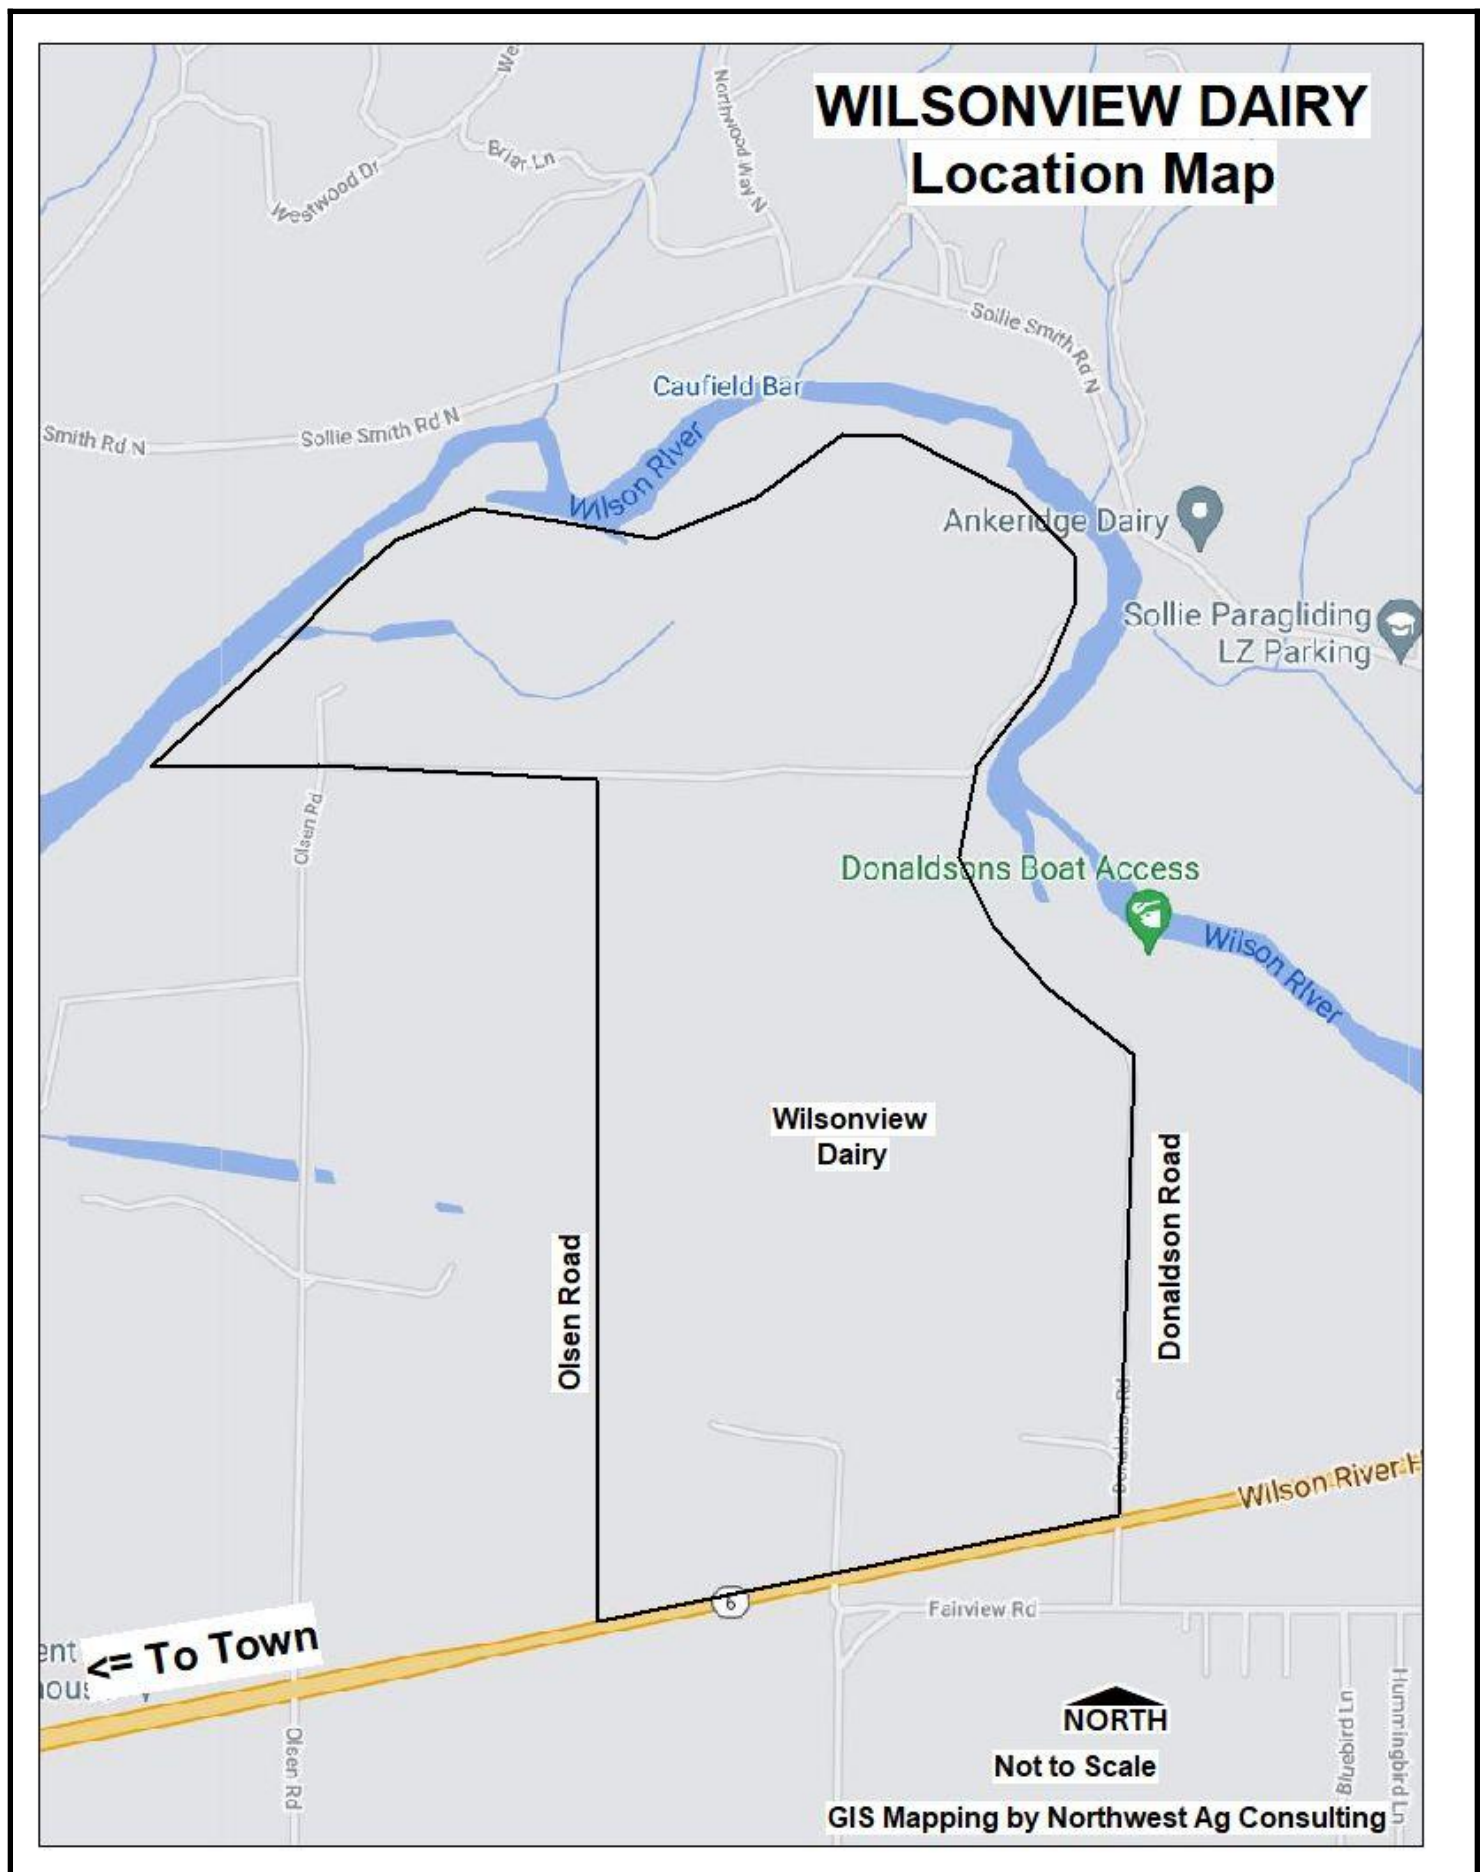 WILSONVIEW DAIRY
Location Map
We
Northwood Way N
Briar Ln
Westwood Dr
Sollie Smith Rd N
Caufield Bar
Smith Rd N
Sollie Smith Rd N
Wilson River
Ankeridge Dairy
Sollie Paragliding
LZ Parking
Olsen Rd
Donaldsons Boat Access
Wilson River
Wilsonview
Dairy
Donaldson Road
Olsen Road
Donaldson Rd
Wilson River H
6
Fairview Rd
ent
<= To Town
Olsen Rd
NORTH
Not to Scale
Bluebird Ln
Hummingbird Ln
GIS Mapping by Northwest Ag Consulting